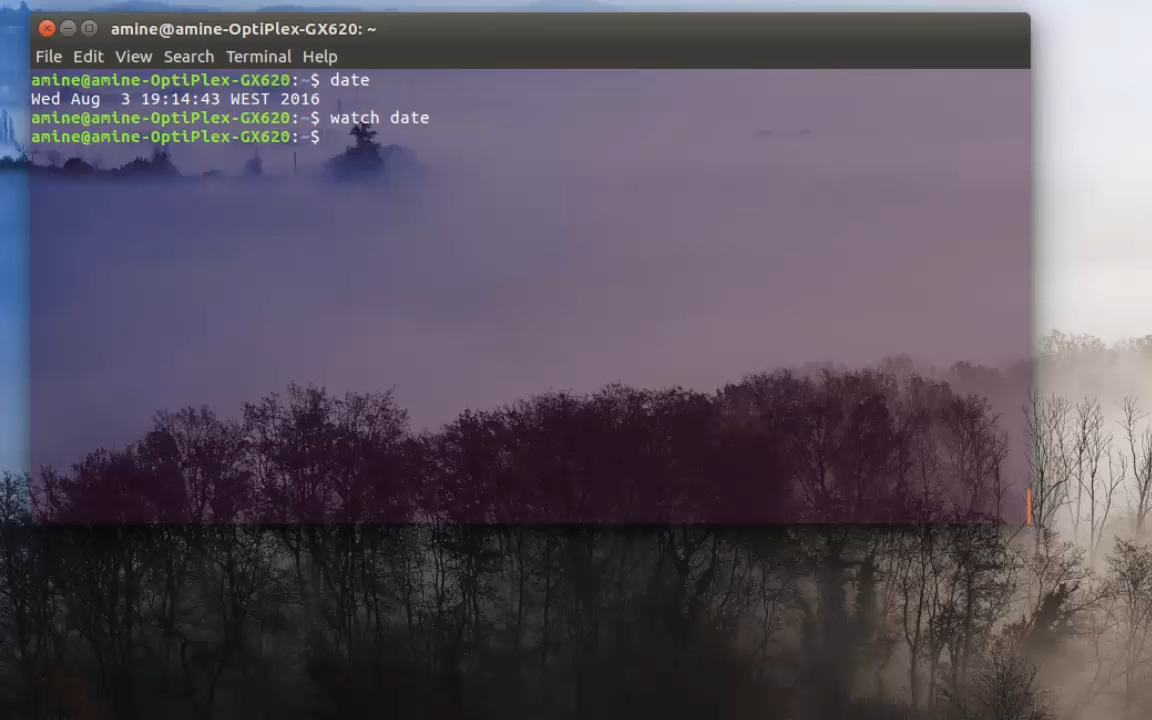 amine@amine-OptiPlex-GX620: ~
File Edit View Search Terminal Help
amine@amine-OptiPlex-GX620:~$ date
Wed Aug  3 19:14:43 WEST 2016
amine@amine-OptiPlex-GX620:~$ watch date
amine@amine-OptiPlex-GX620:~$